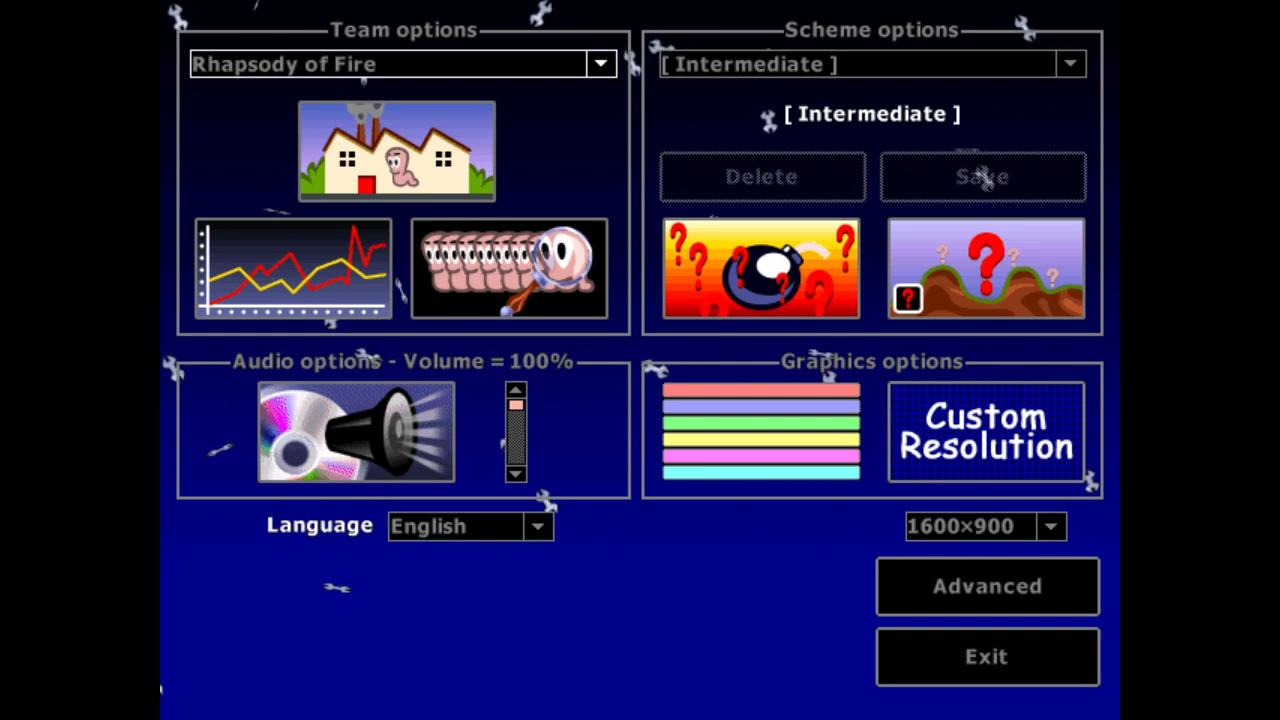 Team options
Rhapsody of Fire
Scheme options
[ Intermediate ]
[ Intermediate ]
Delete
Save
Audio options - Volume = 100%
Graphics options
Custom
Resolution
Language
English
1600×900
Advanced
Exit